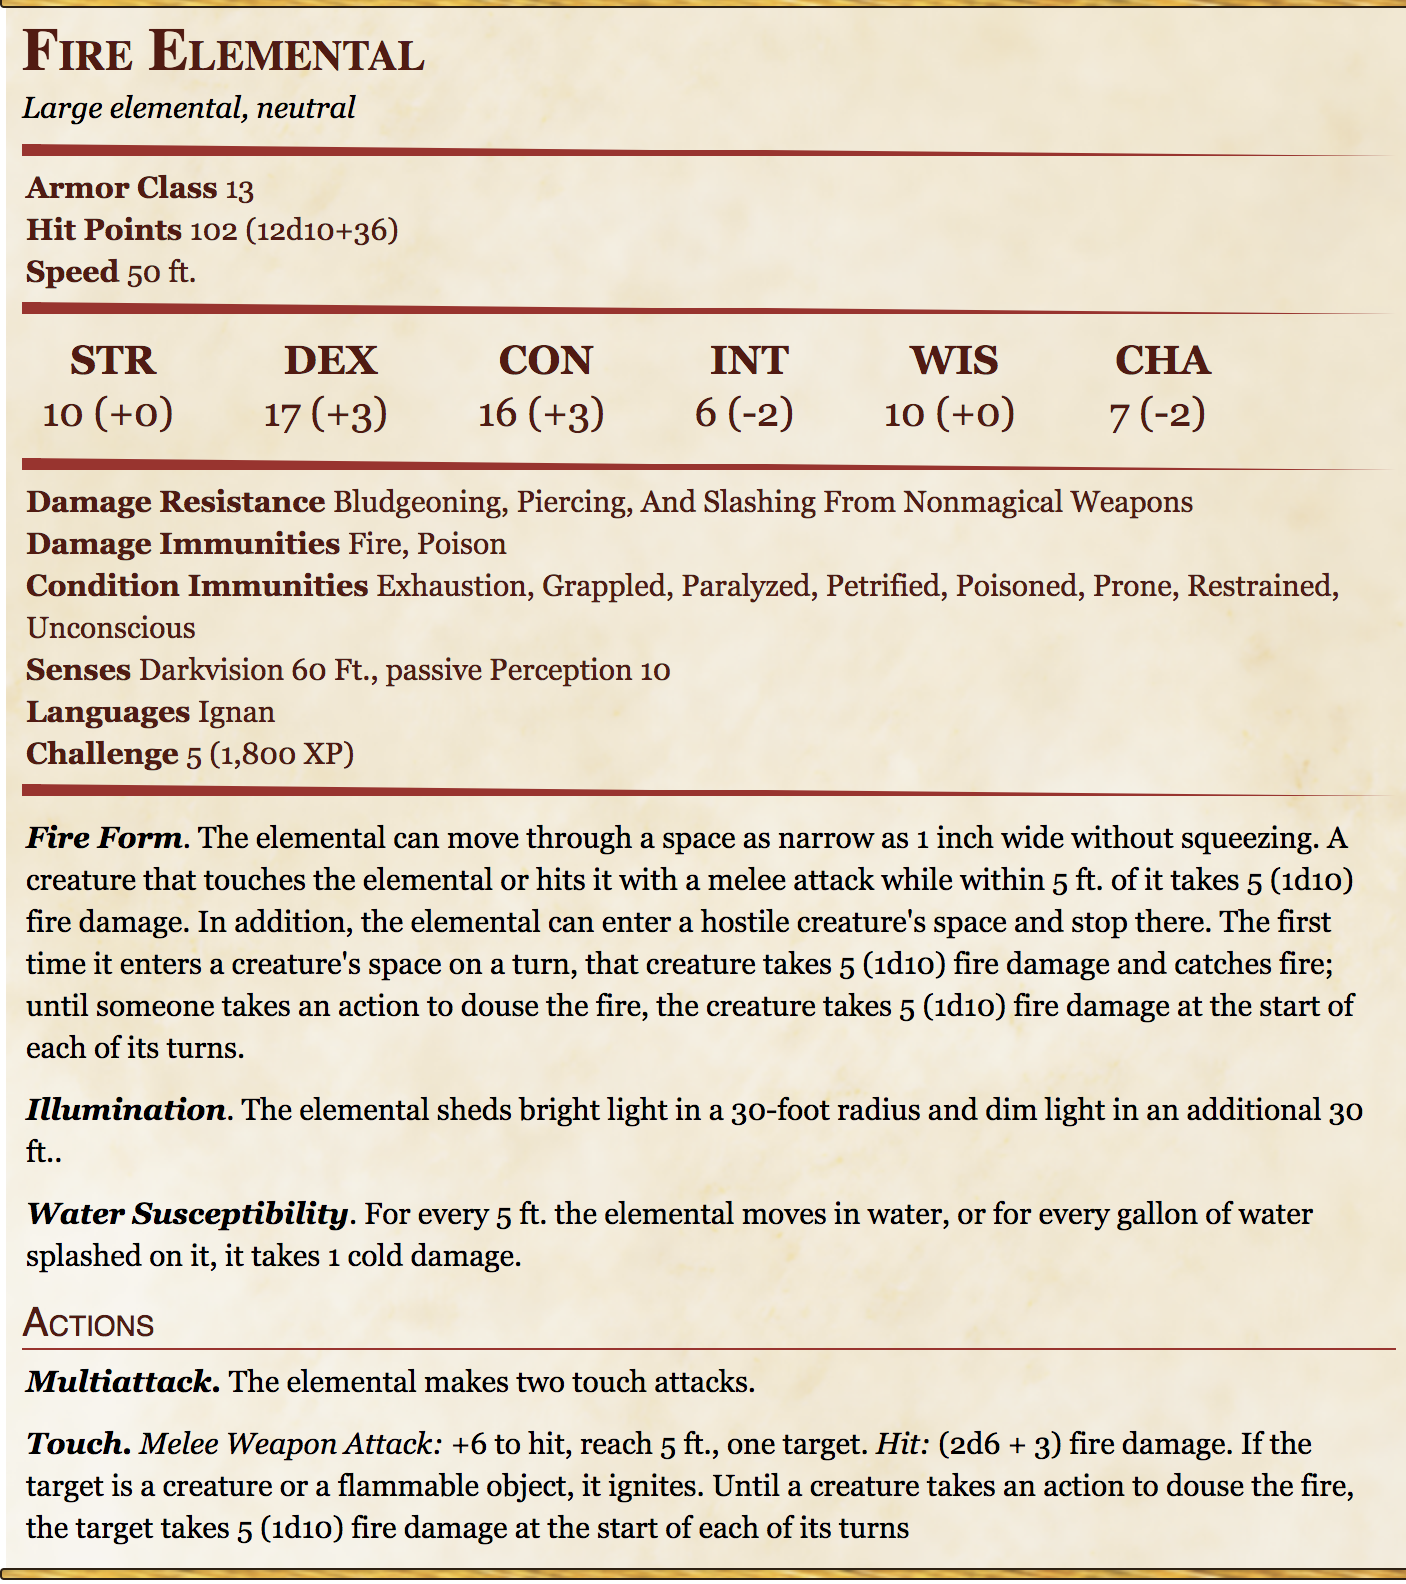 Fire Elemental
Large elemental, neutral
Armor Class 13
Hit Points 102 (12d10+36)
Speed 50 ft.
STR DEX CON INT WIS CHA
10 (+0) 17 (+3) 16 (+3) 6 (-2) 10 (+0) 7 (-2)
Damage Resistance Bludgeoning, Piercing, And Slashing From Nonmagical Weapons
Damage Immunities Fire, Poison
Condition Immunities Exhaustion, Grappled, Paralyzed, Petrified, Poisoned, Prone, Restrained,
Unconscious
Senses Darkvision 60 Ft., passive Perception 10
Languages Ignan
Challenge 5 (1,800 XP)
Fire Form. The elemental can move through a space as narrow as 1 inch wide without squeezing. A
creature that touches the elemental or hits it with a melee attack while within 5 ft. of it takes 5 (1d10)
fire damage. In addition, the elemental can enter a hostile creature's space and stop there. The first
time it enters a creature's space on a turn, that creature takes 5 (1d10) fire damage and catches fire;
until someone takes an action to douse the fire, the creature takes 5 (1d10) fire damage at the start of
each of its turns.
Illumination. The elemental sheds bright light in a 30-foot radius and dim light in an additional 30
ft..
Water Susceptibility. For every 5 ft. the elemental moves in water, or for every gallon of water
splashed on it, it takes 1 cold damage.
Actions
Multiattack. The elemental makes two touch attacks.
Touch. Melee Weapon Attack: +6 to hit, reach 5 ft., one target. Hit: (2d6 + 3) fire damage. If the
target is a creature or a flammable object, it ignites. Until a creature takes an action to douse the fire,
the target takes 5 (1d10) fire damage at the start of each of its turns